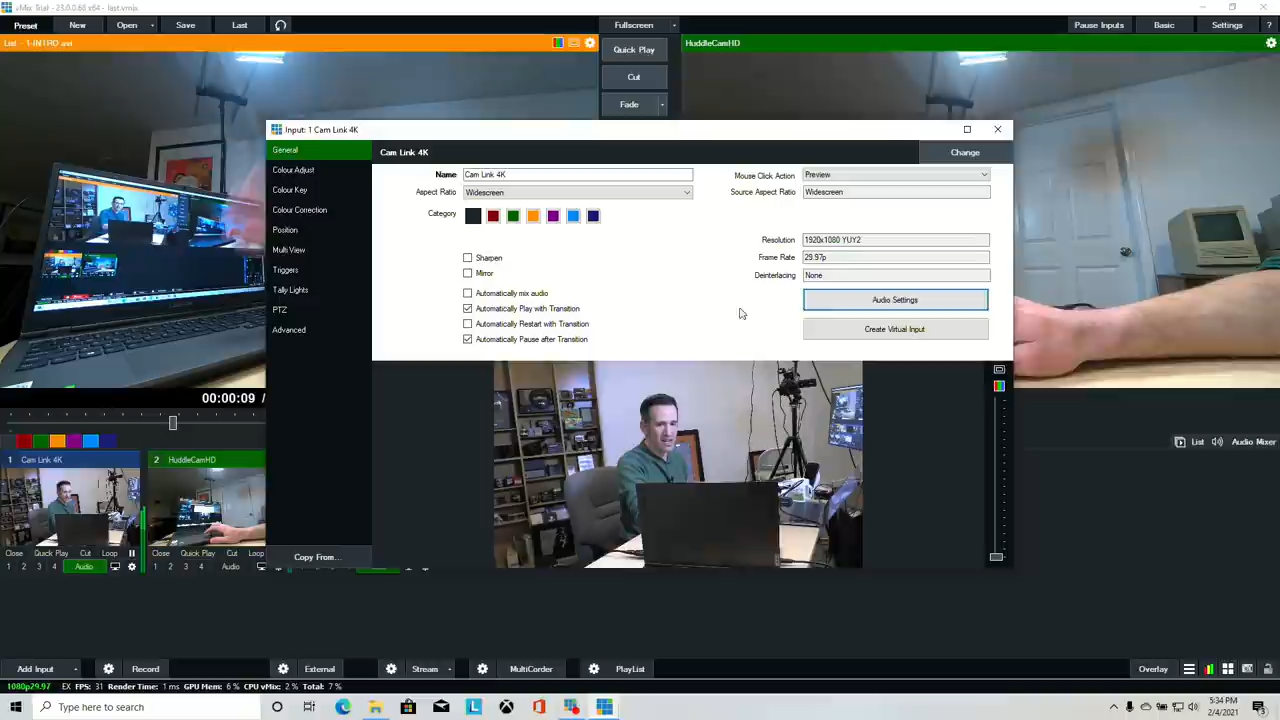 vMix Trial - 23.0.0.68 x64 - last.vmix
Preset New Open Save Last Fullscreen Pause Inputs Basic Settings ?
List - 1-INTRO.avi Quick Play HuddleCamHD
Cut
Fade
Input: 1 Cam Link 4K
General Cam Link 4K Change
Colour Adjust Name Cam Link 4K Mouse Click Action Preview
Colour Key Aspect Ratio Widescreen Source Aspect Ratio Widescreen
Colour Correction Category
Position
Multi View Resolution 1920x1080 YUY2
Triggers Sharpen Frame Rate 29.97p
Tally Lights Mirror Deinterlacing None
PTZ Automatically mix audio Audio Settings
Advanced Automatically Play with Transition
Automatically Restart with Transition Create Virtual Input
Automatically Pause after Transition
00:00:09 /
List Audio Mixer
1 Cam Link 4K 2 HuddleCamHD
Close Quick Play Cut Loop Close Quick Play Cut Loop
Copy From...
1 2 3 4 Audio 1 2 3 4 Audio
Add Input Record External Stream MultiCorder PlayList Overlay
1080p29.97 EX FPS: 31 Render Time: 1 ms GPU Mem: 6 % CPU vMix: 2 % Total: 7 %
Type here to search
5:34 PM
2/4/2021